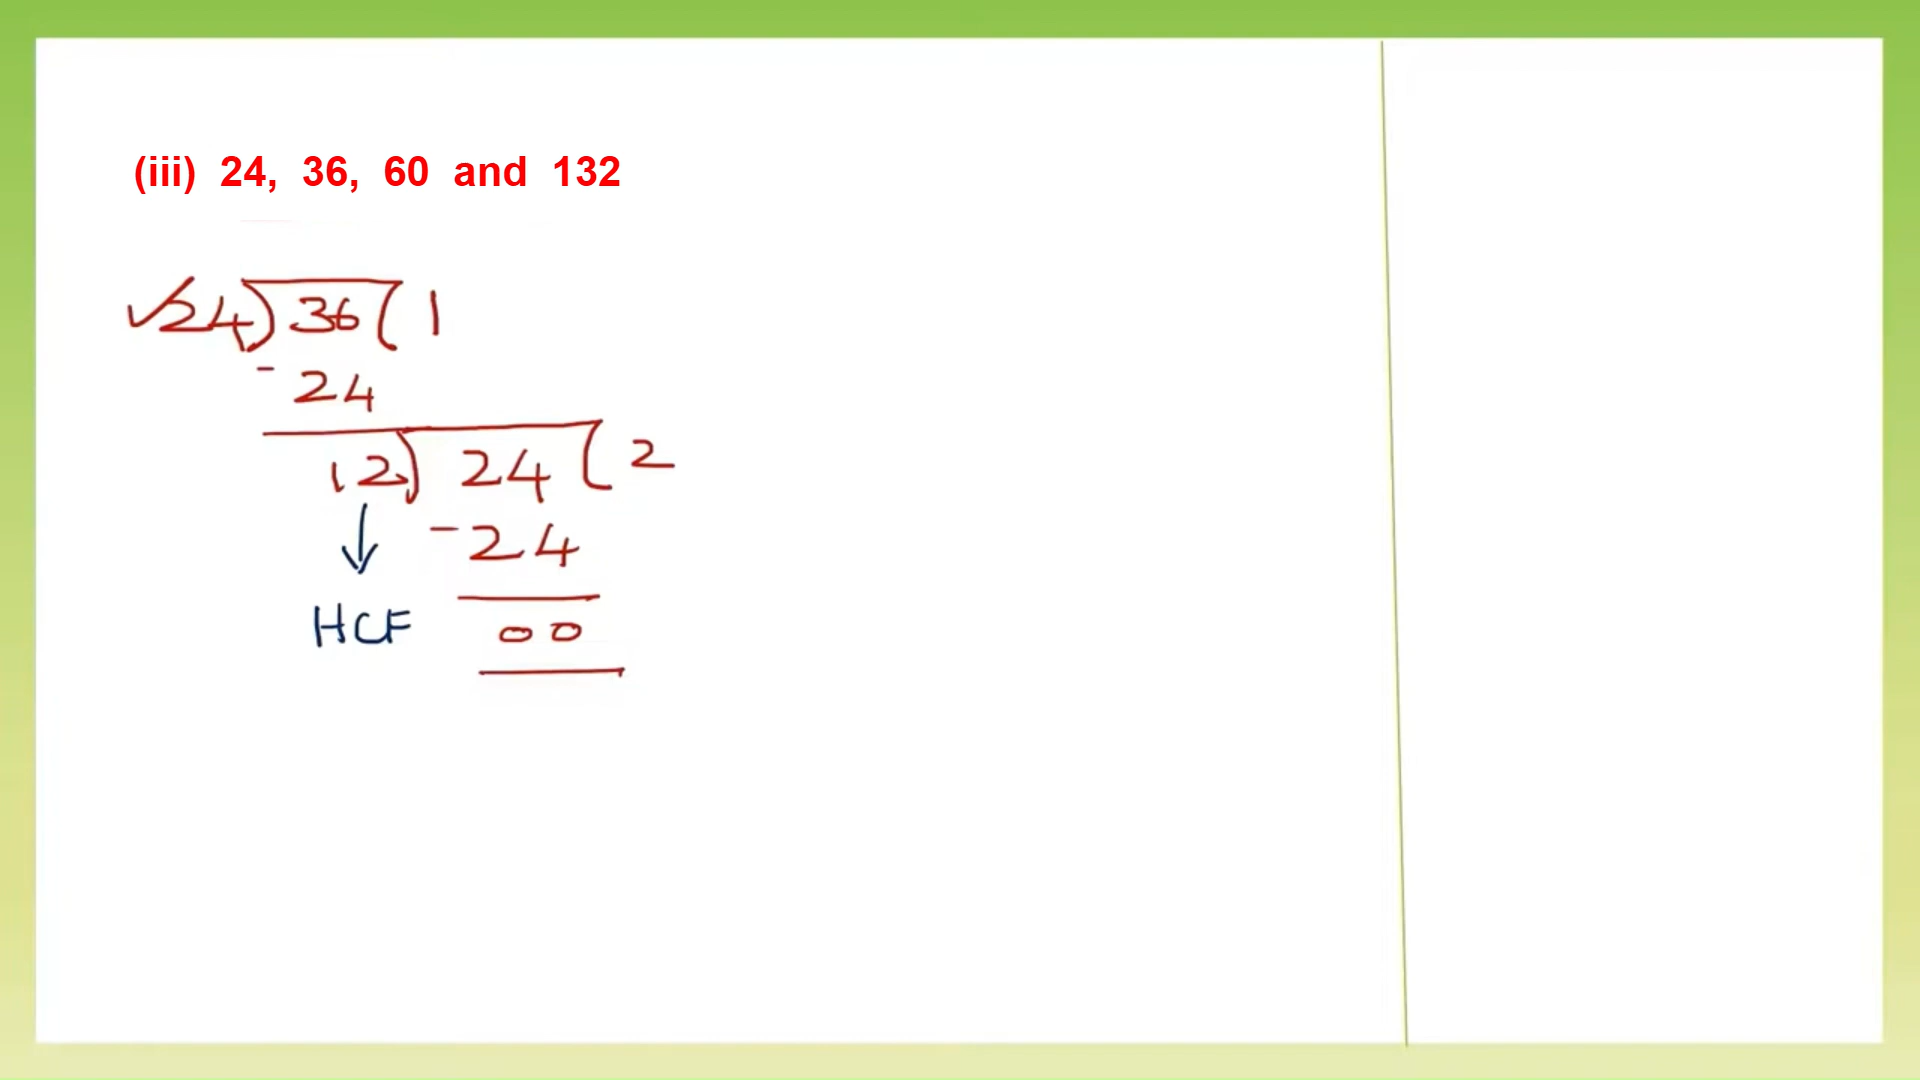 (iii) 24, 36, 60 and 132
24) 36 ( 1
- 24
12) 24 ( 2
- 24
HCF 00